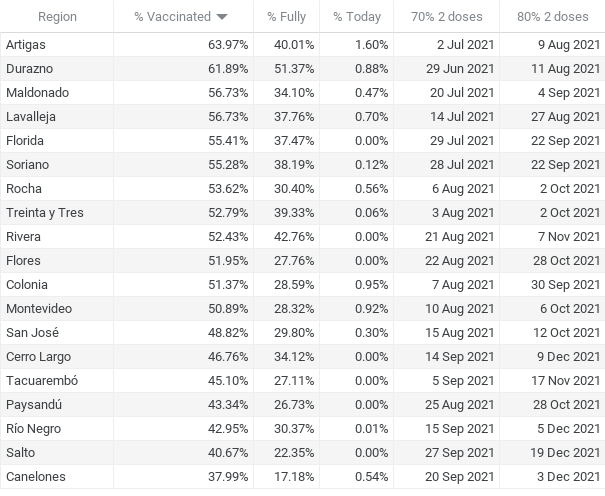 Region % Vaccinated % Fully % Today 70% 2 doses 80% 2 doses
Artigas 63.97% 40.01% 1.60% 2 Jul 2021 9 Aug 2021
Durazno 61.89% 51.37% 0.88% 29 Jun 2021 11 Aug 2021
Maldonado 56.73% 34.10% 0.47% 20 Jul 2021 4 Sep 2021
Lavalleja 56.73% 37.76% 0.70% 14 Jul 2021 27 Aug 2021
Florida 55.41% 37.47% 0.00% 29 Jul 2021 22 Sep 2021
Soriano 55.28% 38.19% 0.12% 28 Jul 2021 22 Sep 2021
Rocha 53.62% 30.40% 0.56% 6 Aug 2021 2 Oct 2021
Treinta y Tres 52.79% 39.33% 0.06% 3 Aug 2021 2 Oct 2021
Rivera 52.43% 42.76% 0.00% 21 Aug 2021 7 Nov 2021
Flores 51.95% 27.76% 0.00% 22 Aug 2021 28 Oct 2021
Colonia 51.37% 28.59% 0.95% 7 Aug 2021 30 Sep 2021
Montevideo 50.89% 28.32% 0.92% 10 Aug 2021 6 Oct 2021
San José 48.82% 29.80% 0.30% 15 Aug 2021 12 Oct 2021
Cerro Largo 46.76% 34.12% 0.00% 14 Sep 2021 9 Dec 2021
Tacuarembó 45.10% 27.11% 0.00% 5 Sep 2021 17 Nov 2021
Paysandú 43.34% 26.73% 0.00% 25 Aug 2021 28 Oct 2021
Río Negro 42.95% 30.37% 0.01% 15 Sep 2021 5 Dec 2021
Salto 40.67% 22.35% 0.00% 27 Sep 2021 19 Dec 2021
Canelones 37.99% 17.18% 0.54% 20 Sep 2021 3 Dec 2021